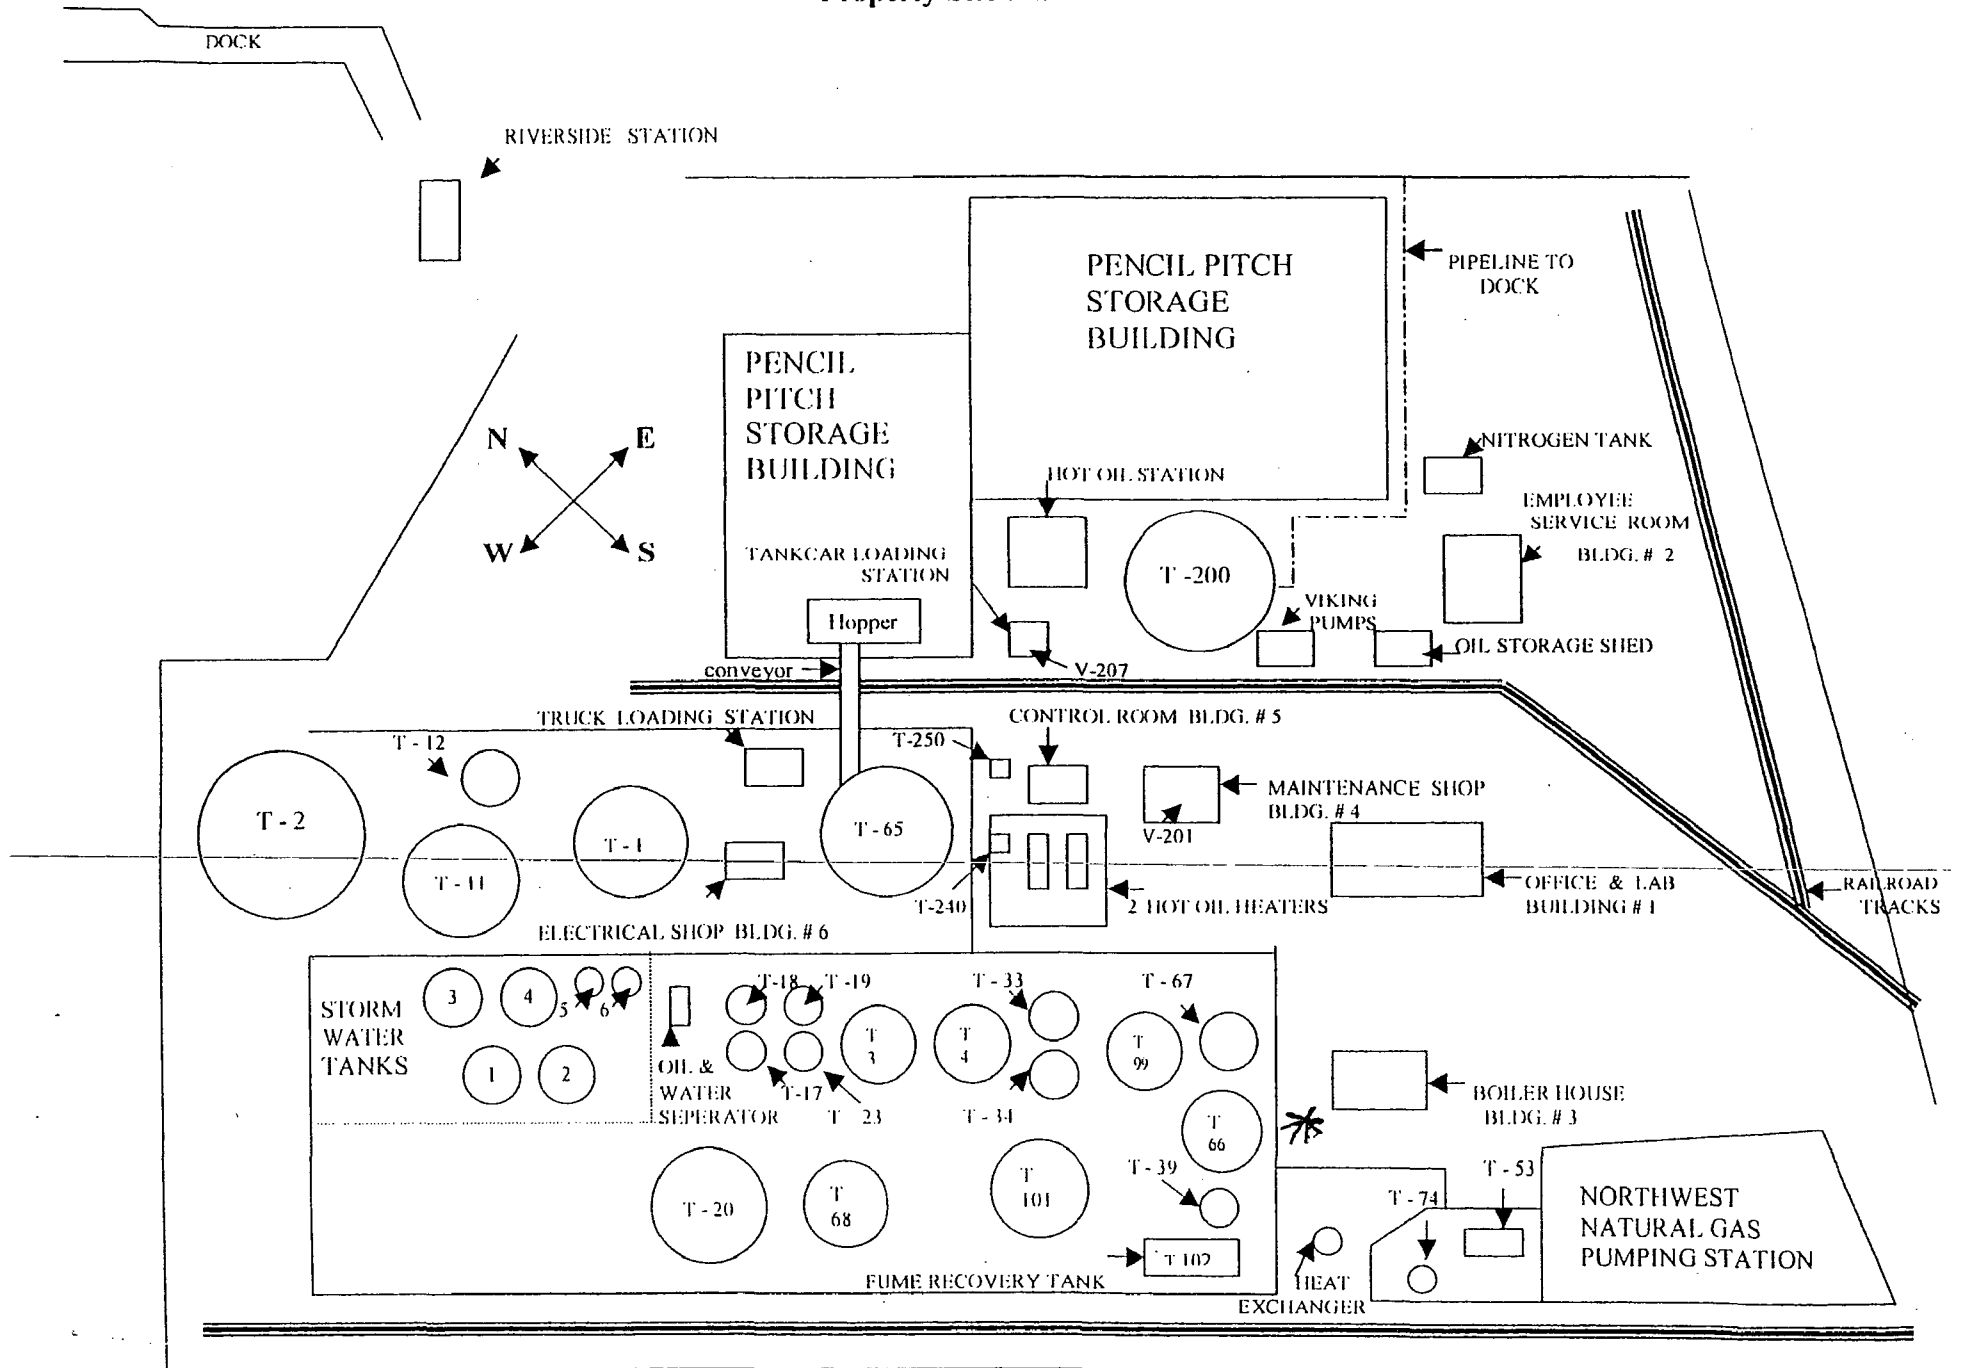 DOCK
RIVERSIDE STATION
PENCIL PITCH
STORAGE
BUILDING
PIPELINE TO
DOCK
PENCIL
PITCH
STORAGE
BUILDING
N
E
W
S
NITROGEN TANK
HOT OIL STATION
EMPLOYEE
SERVICE ROOM
BLDG. # 2
TANKCAR LOADING
STATION
T -200
Hopper
VIKING
PUMPS
OIL STORAGE SHED
conveyor
V-207
TRUCK LOADING STATION
CONTROL ROOM BLDG. # 5
T - 12
T-250
MAINTENANCE SHOP
BLDG. # 4
T - 2
T - 65
V-201
T-240
2 HOT OIL HEATERS
OFFICE & LAB
BUILDING # 1
RAILROAD
TRACKS
ELECTRICAL SHOP BLDG. # 6
STORM
WATER
TANKS
3
4
5
6
1
2
T-18
T -19
T - 33
T - 67
T
3
T
4
T
99
OIL &
WATER
SEPERATOR
T-17
T 23
T - 34
T
66
BOILER HOUSE
BLDG. # 3
T - 20
T
68
T
101
T - 39
T - 53
T - 74
T 102
FUME RECOVERY TANK
HEAT
EXCHANGER
NORTHWEST
NATURAL GAS
PUMPING STATION